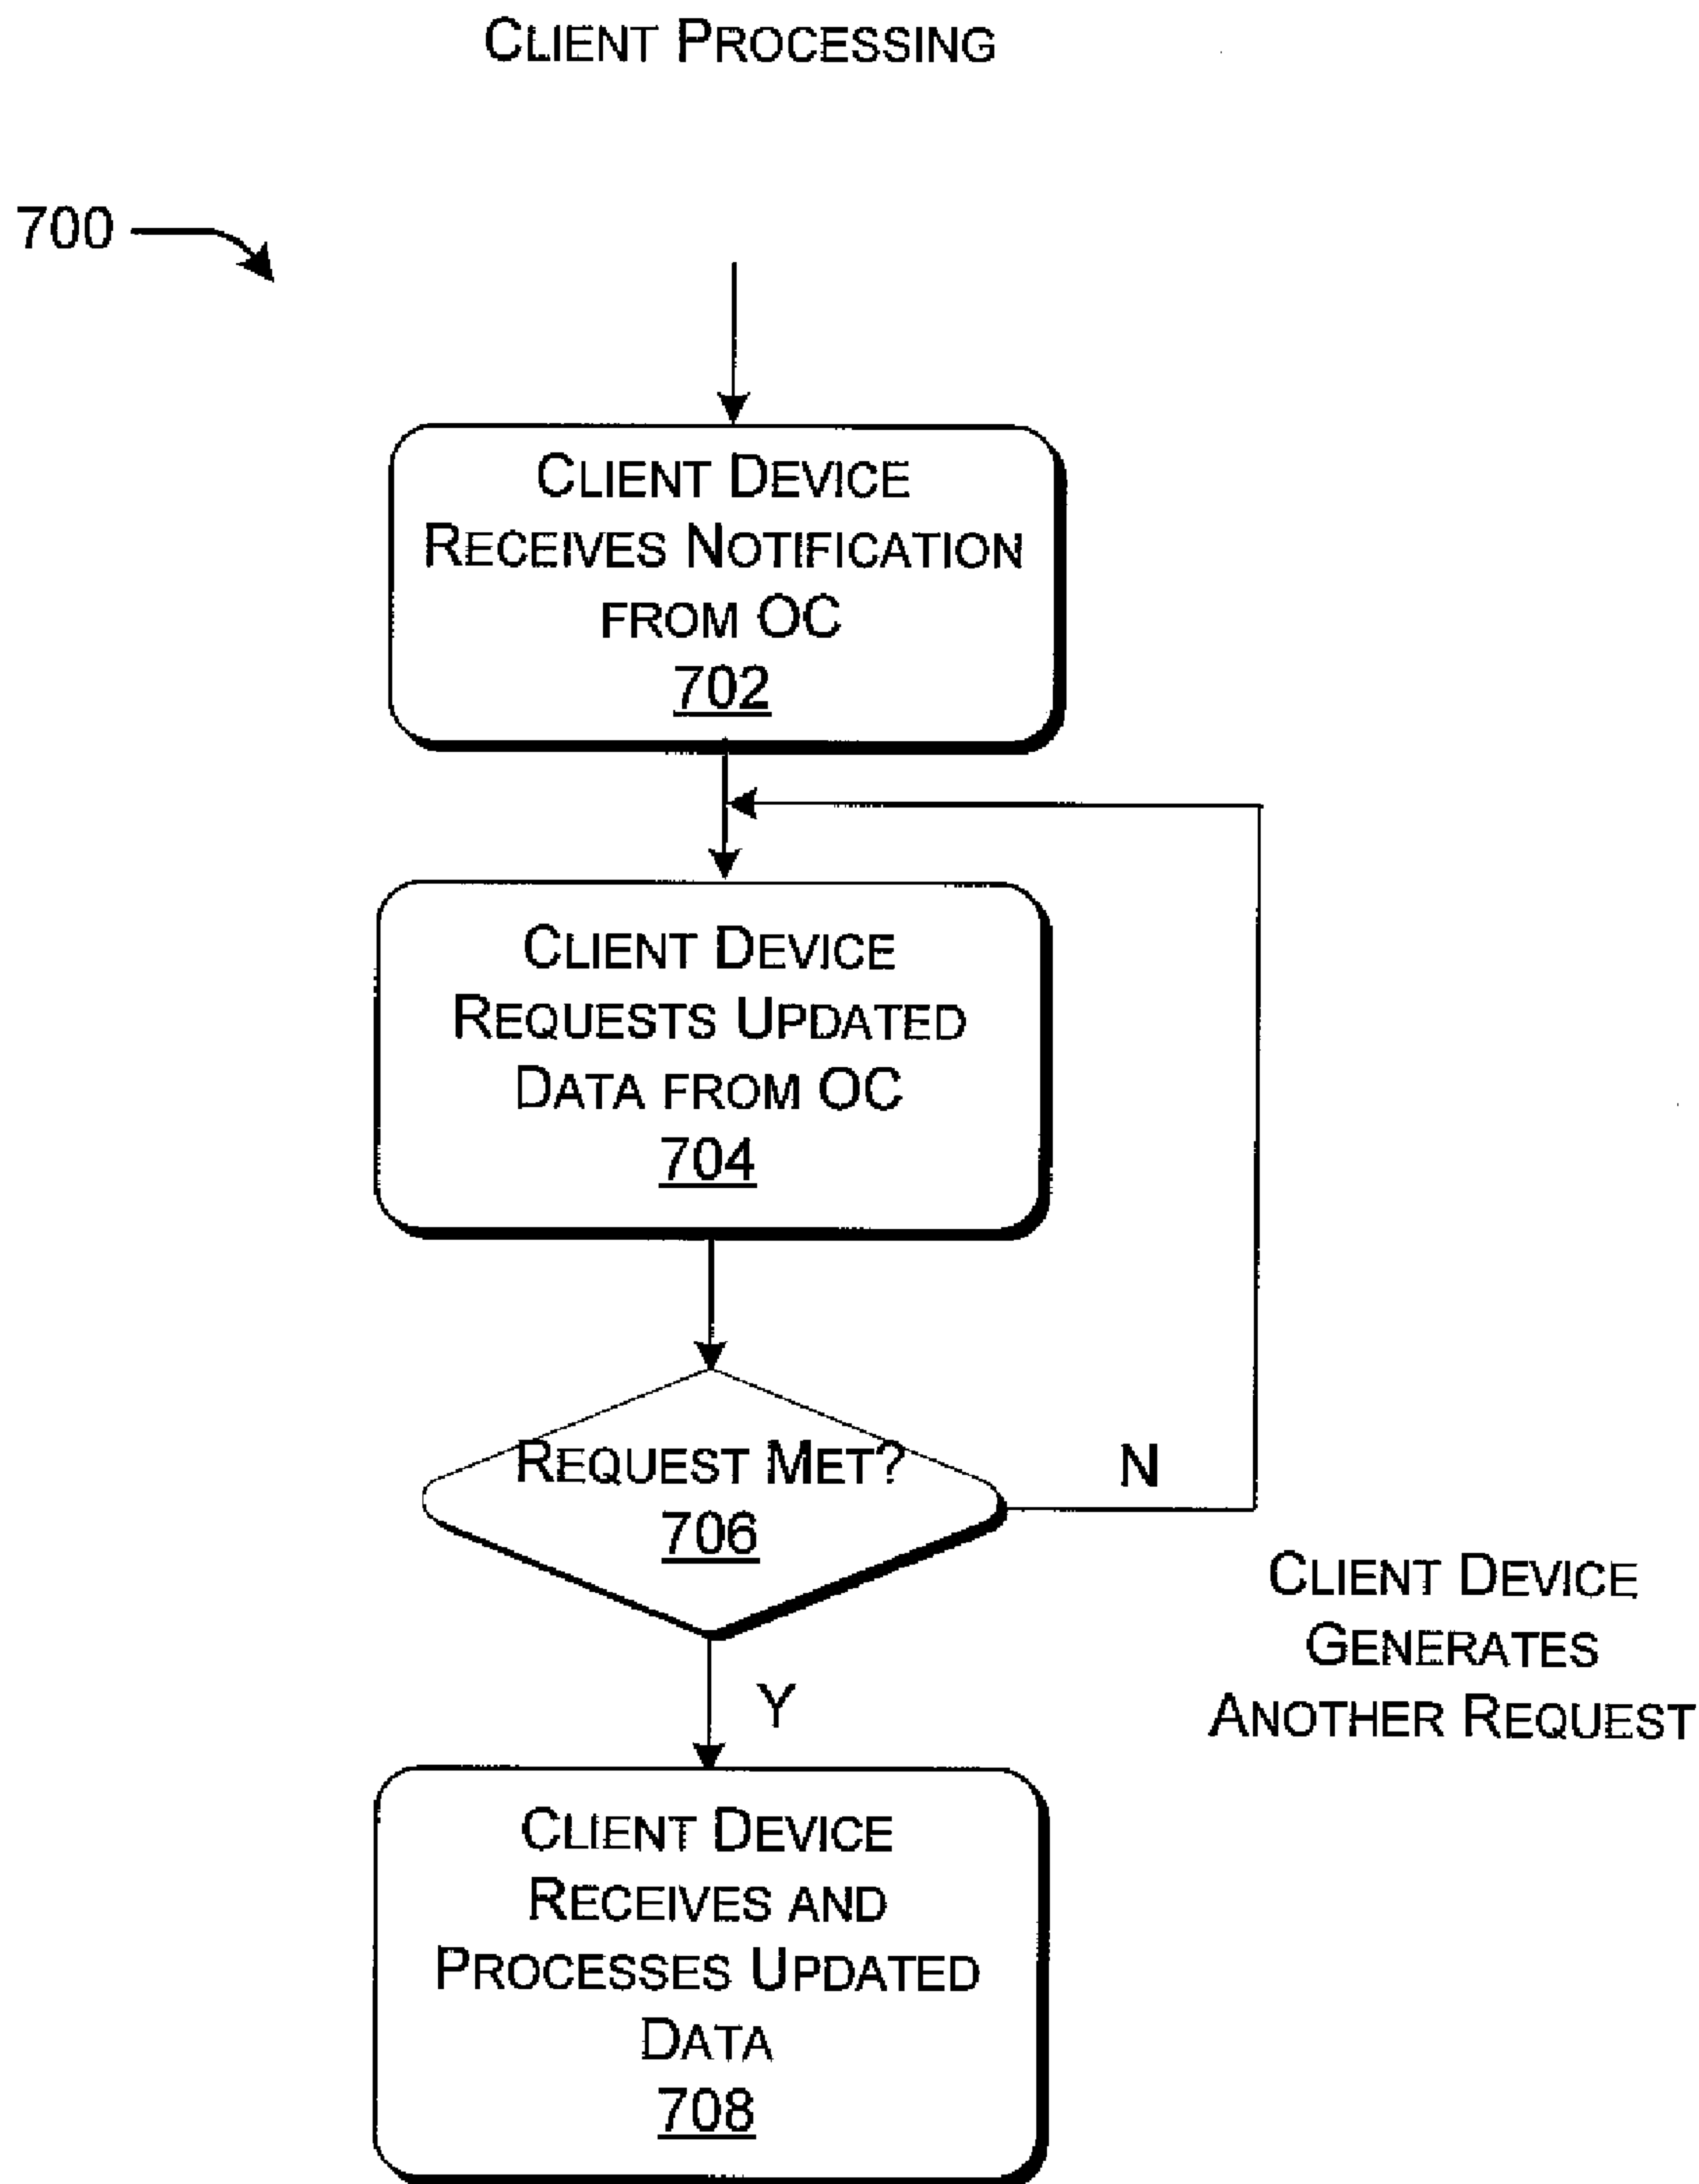 CLIENT PROCESSING
700
CLIENT DEVICE
RECEIVES NOTIFICATION
FROM OC
702
CLIENT DEVICE
REQUESTS UPDATED
DATA FROM OC
704
REQUEST MET?
706
N
CLIENT DEVICE
GENERATES
ANOTHER REQUEST
Y
CLIENT DEVICE
RECEIVES AND
PROCESSES UPDATED
DATA
708